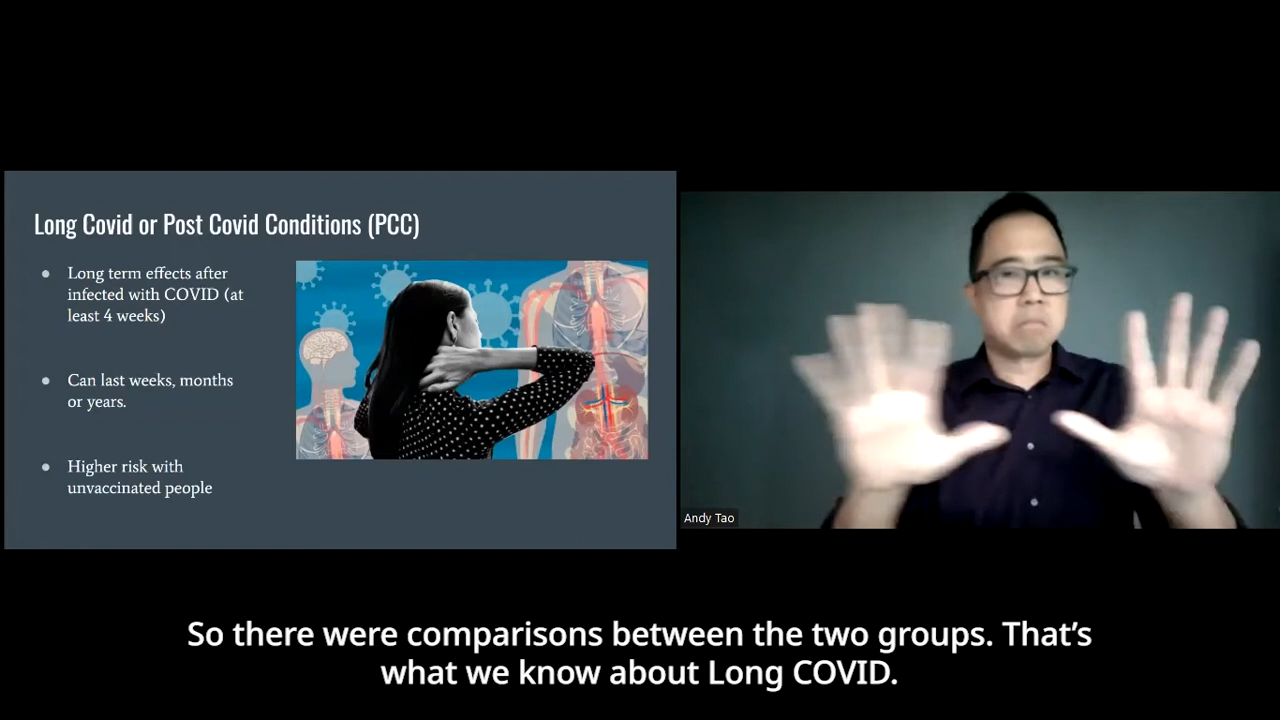 Long Covid or Post Covid Conditions (PCC)
Long term effects after
infected with COVID (at
least 4 weeks)
Can last weeks, months
or years.
Higher risk with
unvaccinated people
Andy Tao
So there were comparisons between the two groups. That’s
what we know about Long COVID.